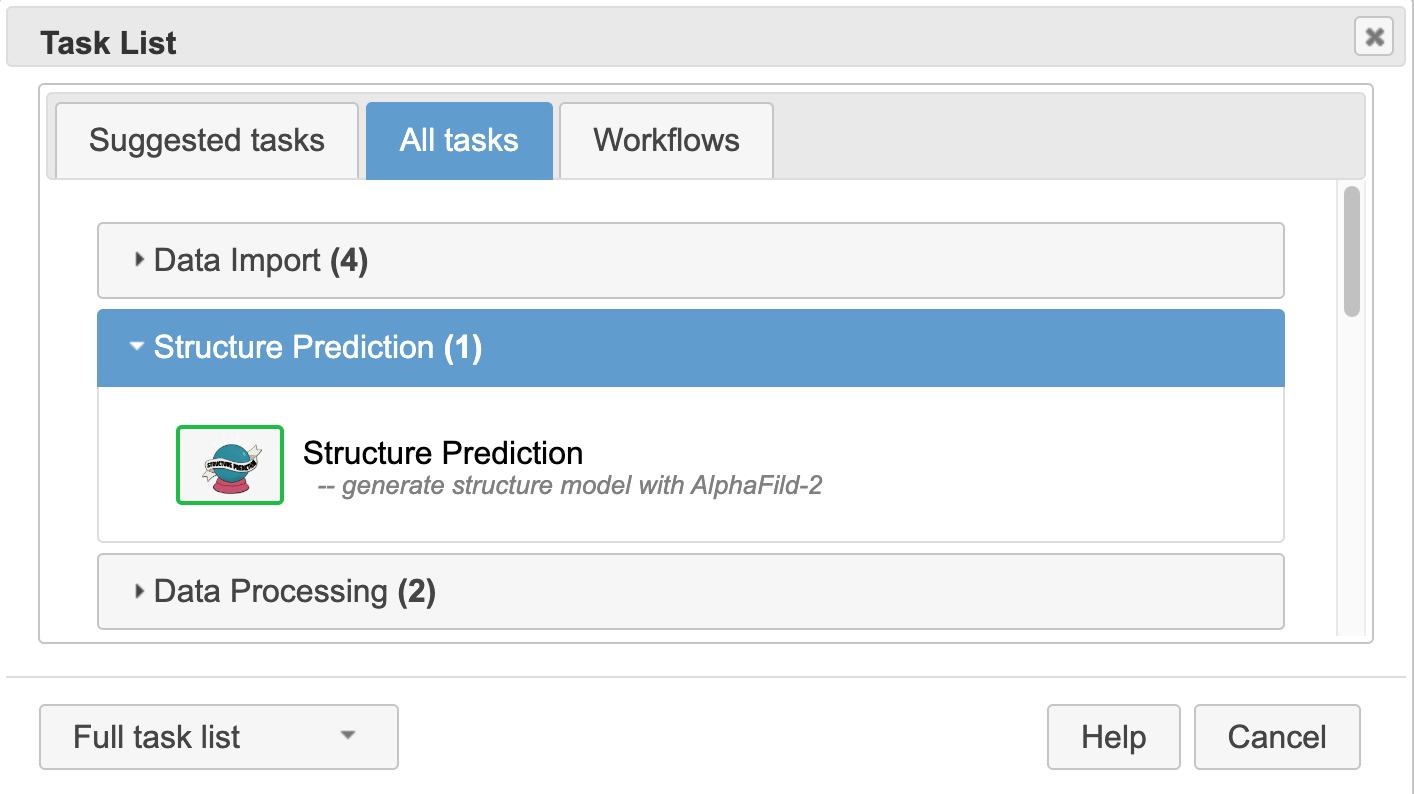 Task List
Suggested tasks
All tasks
Workflows
Data Import (4)
Structure Prediction (1)
STRUCTURE PREDICTION
Structure Prediction
-- generate structure model with AlphaFild-2
Data Processing (2)
Full task list
Help
Cancel